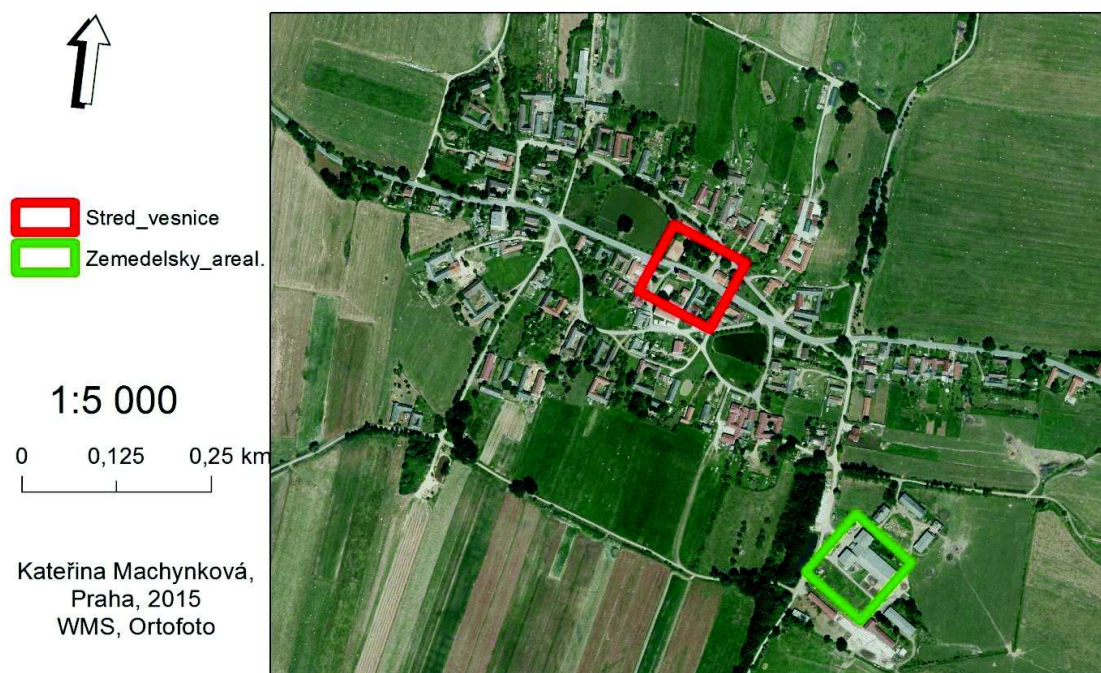 Stred_vesnice
Zemedelsky_areal.
1:5 000
0 0,125 0,25 km
Kateřina Machynková,
Praha, 2015
WMS, Ortofoto